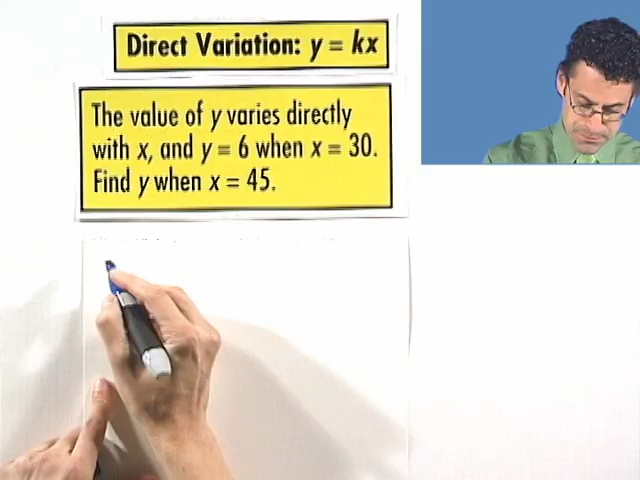 Direct Variation: y = kx
The value of y varies directly
with x, and y = 6 when x = 30.
Find y when x = 45.